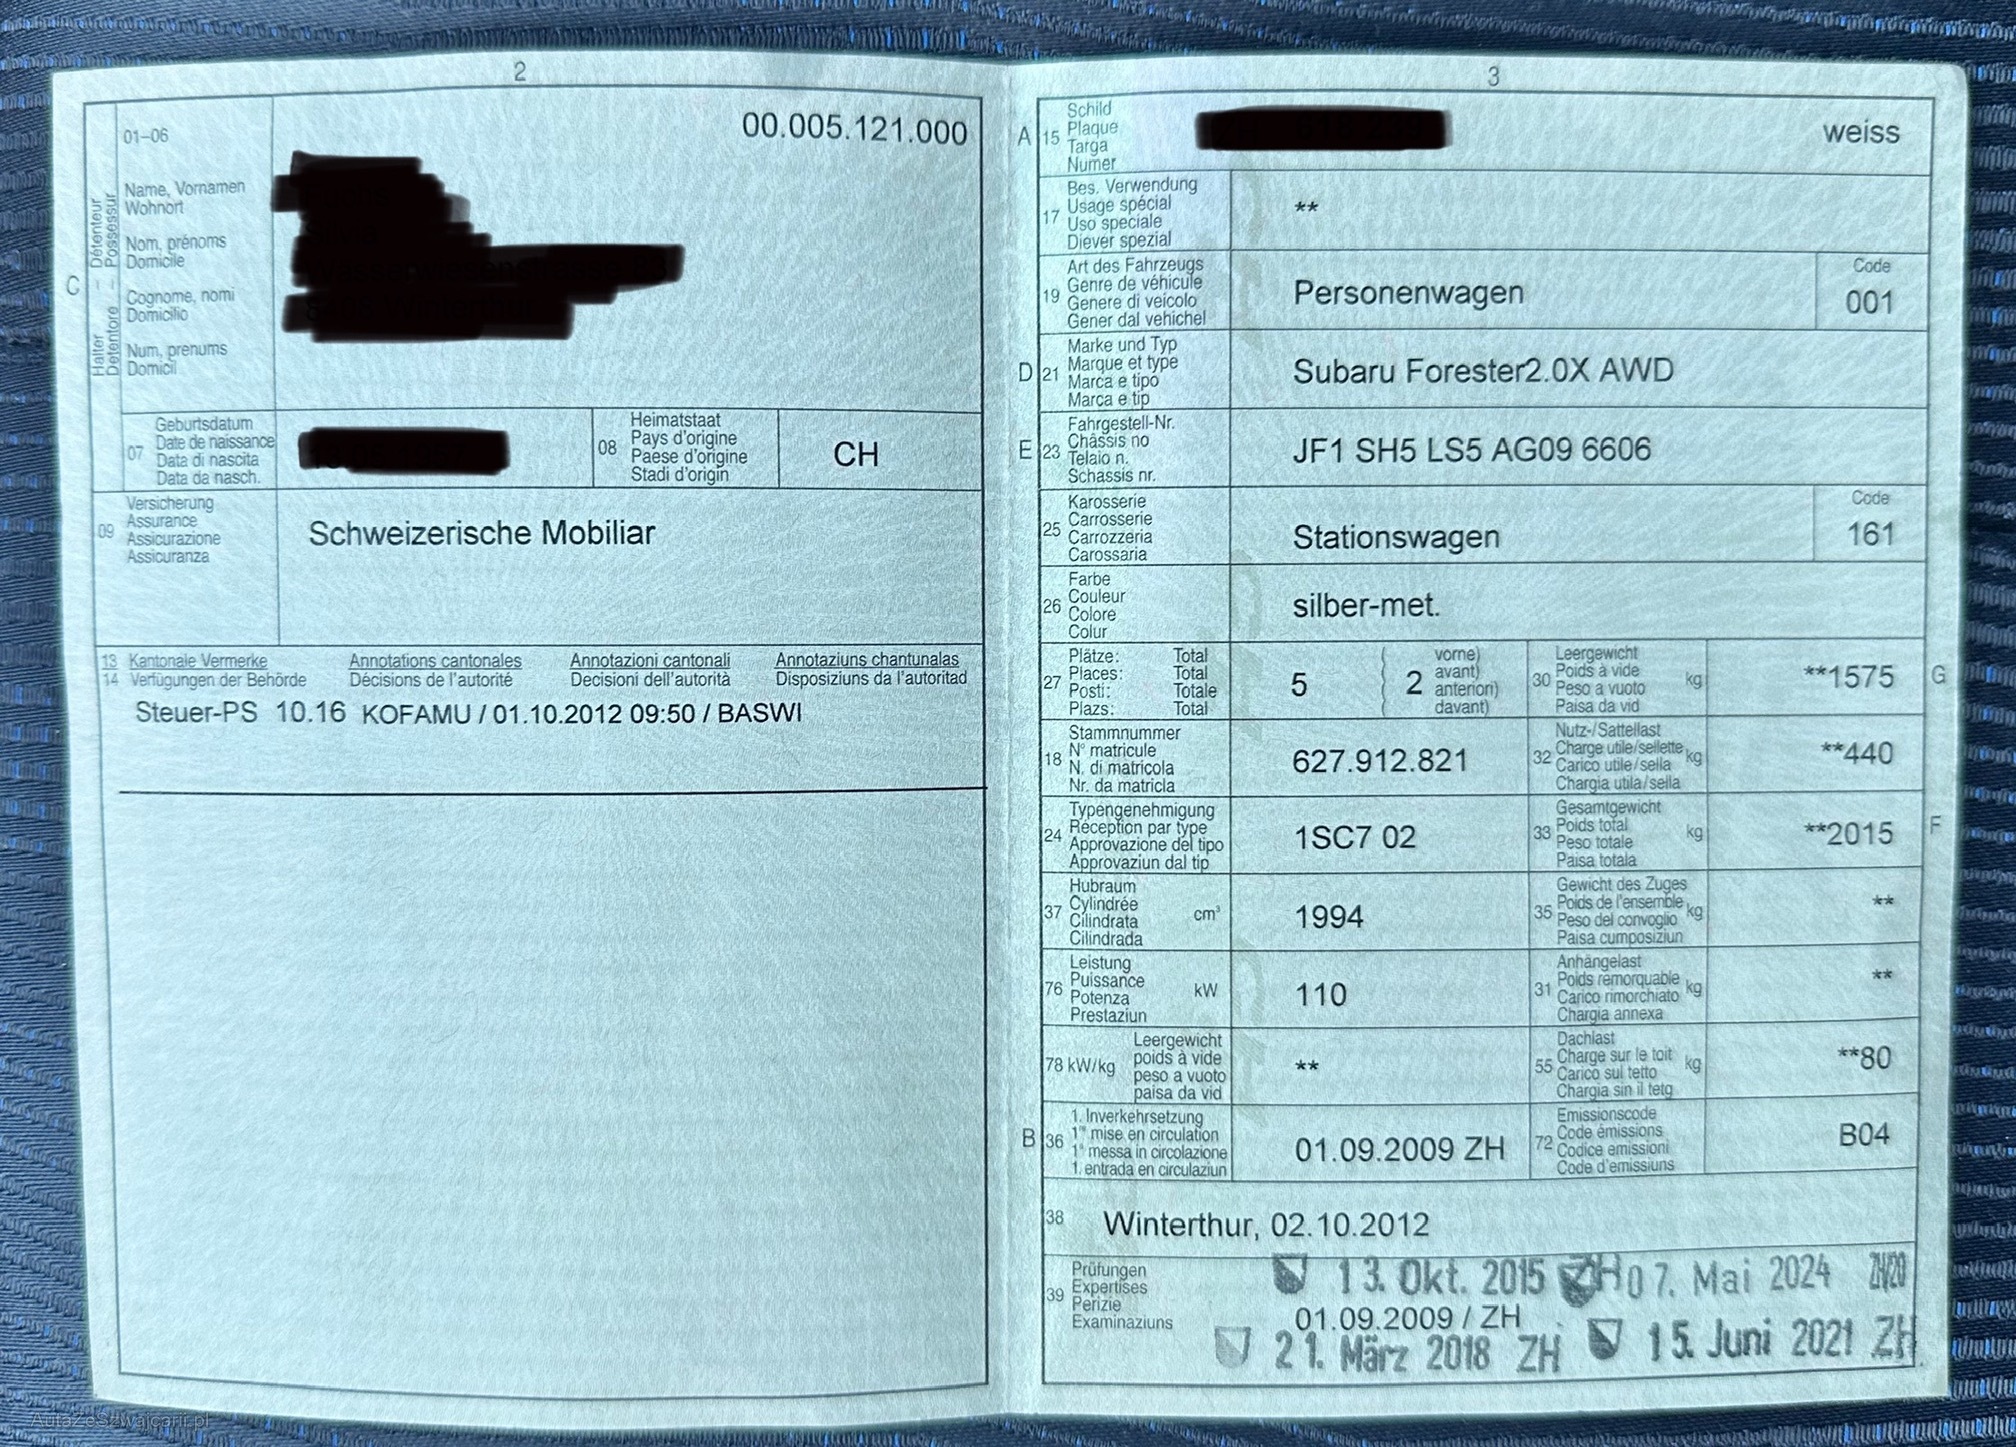 2
01-06
00.005.121.000
C
Halter – Détenteur
Detentore – Possessur
Name, Vornamen
Wohnort
Nom, prénoms
Domicile
Cognome, nomi
Domicilio
Num, prenums
Domicil
07
Geburtsdatum
Date de naissance
Data di nascita
Data da nasch.
08
Heimatstaat
Pays d'origine
Paese d'origine
Stadi d'origin
CH
09
Versicherung
Assurance
Assicurazione
Assicuranza
Schweizerische Mobiliar
13 Kantonale Vermerke Annotations cantonales Annotazioni cantonali Annotaziuns chantunalas
14 Verfügungen der Behörde Décisions de l'autorité Decisioni dell'autorità Disposiziuns da l'autoritad
Steuer-PS 10.16 KOFAMU / 01.10.2012 09:50 / BASWI
3
A 15
Schild
Plaque
Targa
Numer
weiss
17
Bes. Verwendung
Usage spécial
Uso speciale
Diever spezial
**
19
Art des Fahrzeugs
Genre de véhicule
Genere di veicolo
Gener dal vehichel
Personenwagen
Code
001
D 21
Marke und Typ
Marque et type
Marca e tipo
Marca e tip
Subaru Forester2.0X AWD
E 23
Fahrgestell-Nr.
Châssis no
Telaio n.
Schassis nr.
JF1 SH5 LS5 AG09 6606
25
Karosserie
Carrosserie
Carrozzeria
Carossaria
Stationswagen
Code
161
26
Farbe
Couleur
Colore
Colur
silber-met.
27
Plätze: Total
Places: Total
Posti: Totale
Plazs: Total
5
( 2
vorne)
avant)
anteriori)
davant)
30
Leergewicht
Poids à vide
Peso a vuoto
Paisa da vid
kg
**1575
G
18
Stammnummer
N° matricule
N. di matricola
Nr. da matricla
627.912.821
32
Nutz-/Sattellast
Charge utile/sellette
Carico utile/sella
Chargia utila/sella
kg
**440
24
Typengenehmigung
Réception par type
Approvazione del tipo
Approvaziun dal tip
1SC7 02
33
Gesamtgewicht
Poids total
Peso totale
Paisa totala
kg
**2015
F
37
Hubraum
Cylindrée
Cilindrata
Cilindrada
cm³
1994
35
Gewicht des Zuges
Poids de l'ensemble
Peso del convoglio
Paisa cumposiziun
kg
**
76
Leistung
Puissance
Potenza
Prestaziun
kW
110
31
Anhängelast
Poids remorquable
Carico rimorchiato
Chargia annexa
kg
**
78 kW/kg
Leergewicht
poids à vide
peso a vuoto
paisa da vid
**
55
Dachlast
Charge sur le toit
Carico sul tetto
Chargia sin il tetg
kg
**80
B 36
1. Inverkehrsetzung
1re mise en circulation
1a messa in circolazione
1. entrada en circulaziun
01.09.2009 ZH
72
Emissionscode
Code émissions
Codice emissioni
Code d'emissiuns
B04
38
Winterthur, 02.10.2012
39
Prüfungen
Expertises
Perizie
Examinaziuns
13. Okt. 2015 ZH 07. Mai 2024
01.09.2009 / ZH
21. März 2018 ZH 15. Juni 2021 ZH
AutaZeSzwajcarii.pl